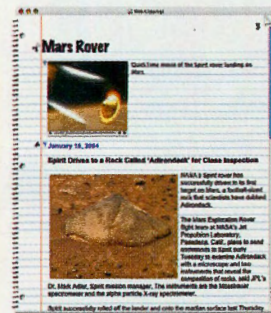 Web Clippings
3
Mars Rover
QuickTime movie of the Spirit rover landing on
Mars.
January 19, 2004
Spirit Drives to a Rock Called 'Adirondack' for Close Inspection
NASA's Spirit rover has
successfully driven to its first
target on Mars, a football-sized
rock that scientists have dubbed
Adirondack.
The Mars Exploration Rover
flight team at NASA's Jet
Propulsion Laboratory,
Pasadena, Calif., plans to send
commands to Spirit early
Tuesday to examine Adirondack
with a microscope and two
instruments that reveal the
composition of rocks, said JPL's
Dr. Mark Adler, Spirit mission manager. The instruments are the Mössbauer
spectrometer and the alpha particle X-ray spectrometer.
Spirit successfully rolled off the lander and onto the martian surface last Thursday